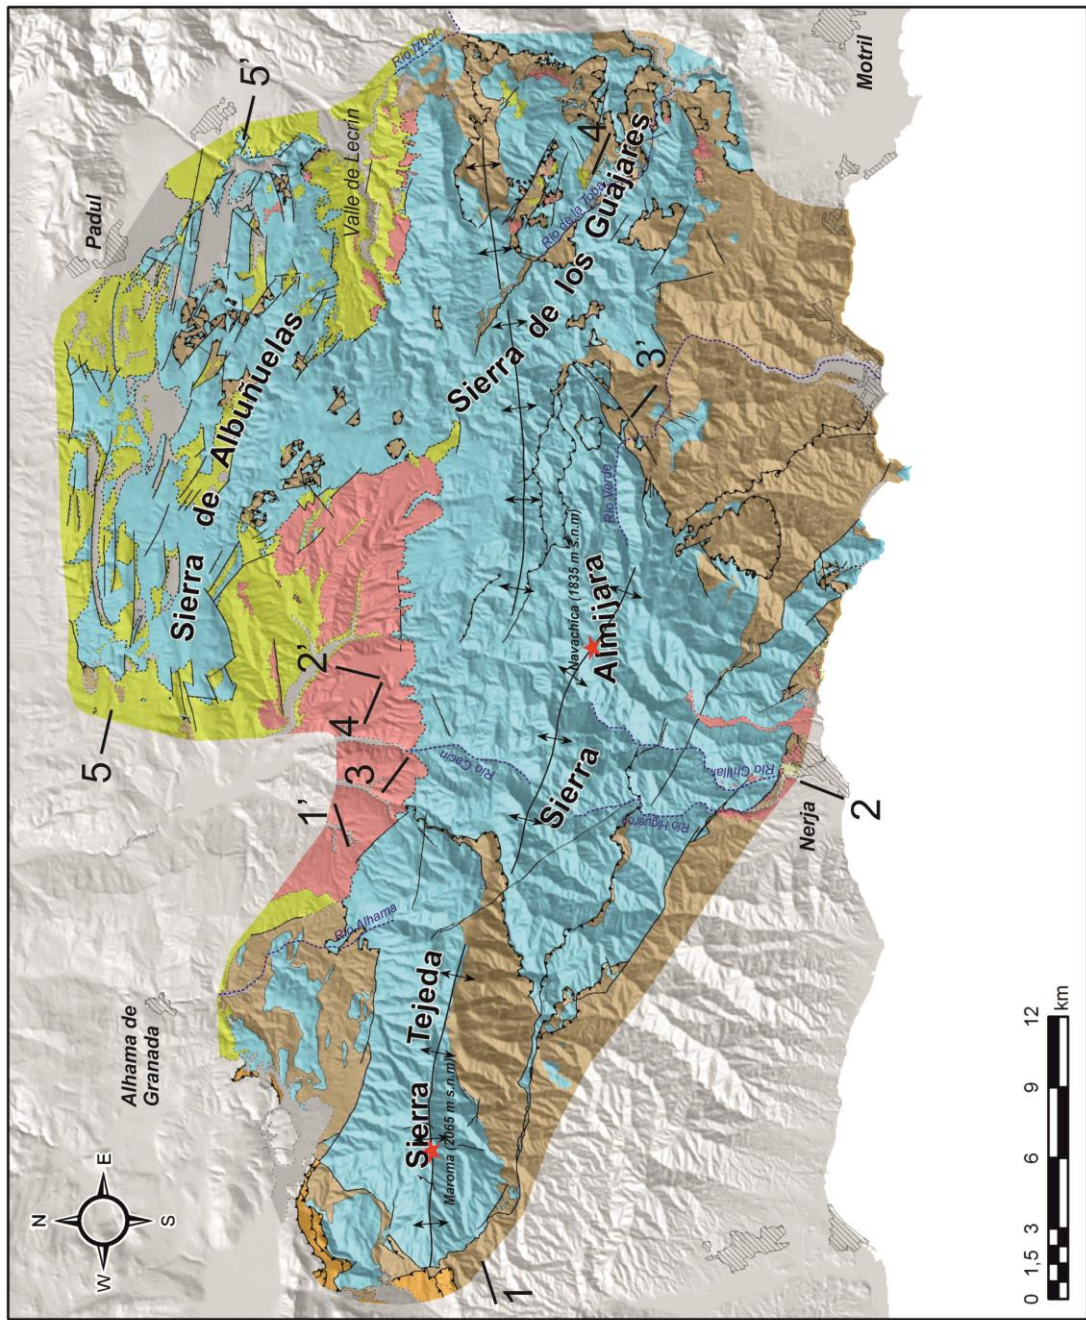 N
W
E
S
Alhama de
Granada
Padul
5
5'
Sierra de Albuñuelas
Río Izbor
Valle de Lecrín
1'
2'
3
4
Río Alhama
Río Cacín
Sierra Tejeda
Maroma (2065 m s.n.m)
Sierra Almijara
Navachica (1835 m s.n.m)
Sierra de los Guajares
Río de la Toba
4'
Río Verde
3'
1
Río Higuerón
Río Chillar
Nerja
2
Motril
0 1,5 3 6 9 12
km